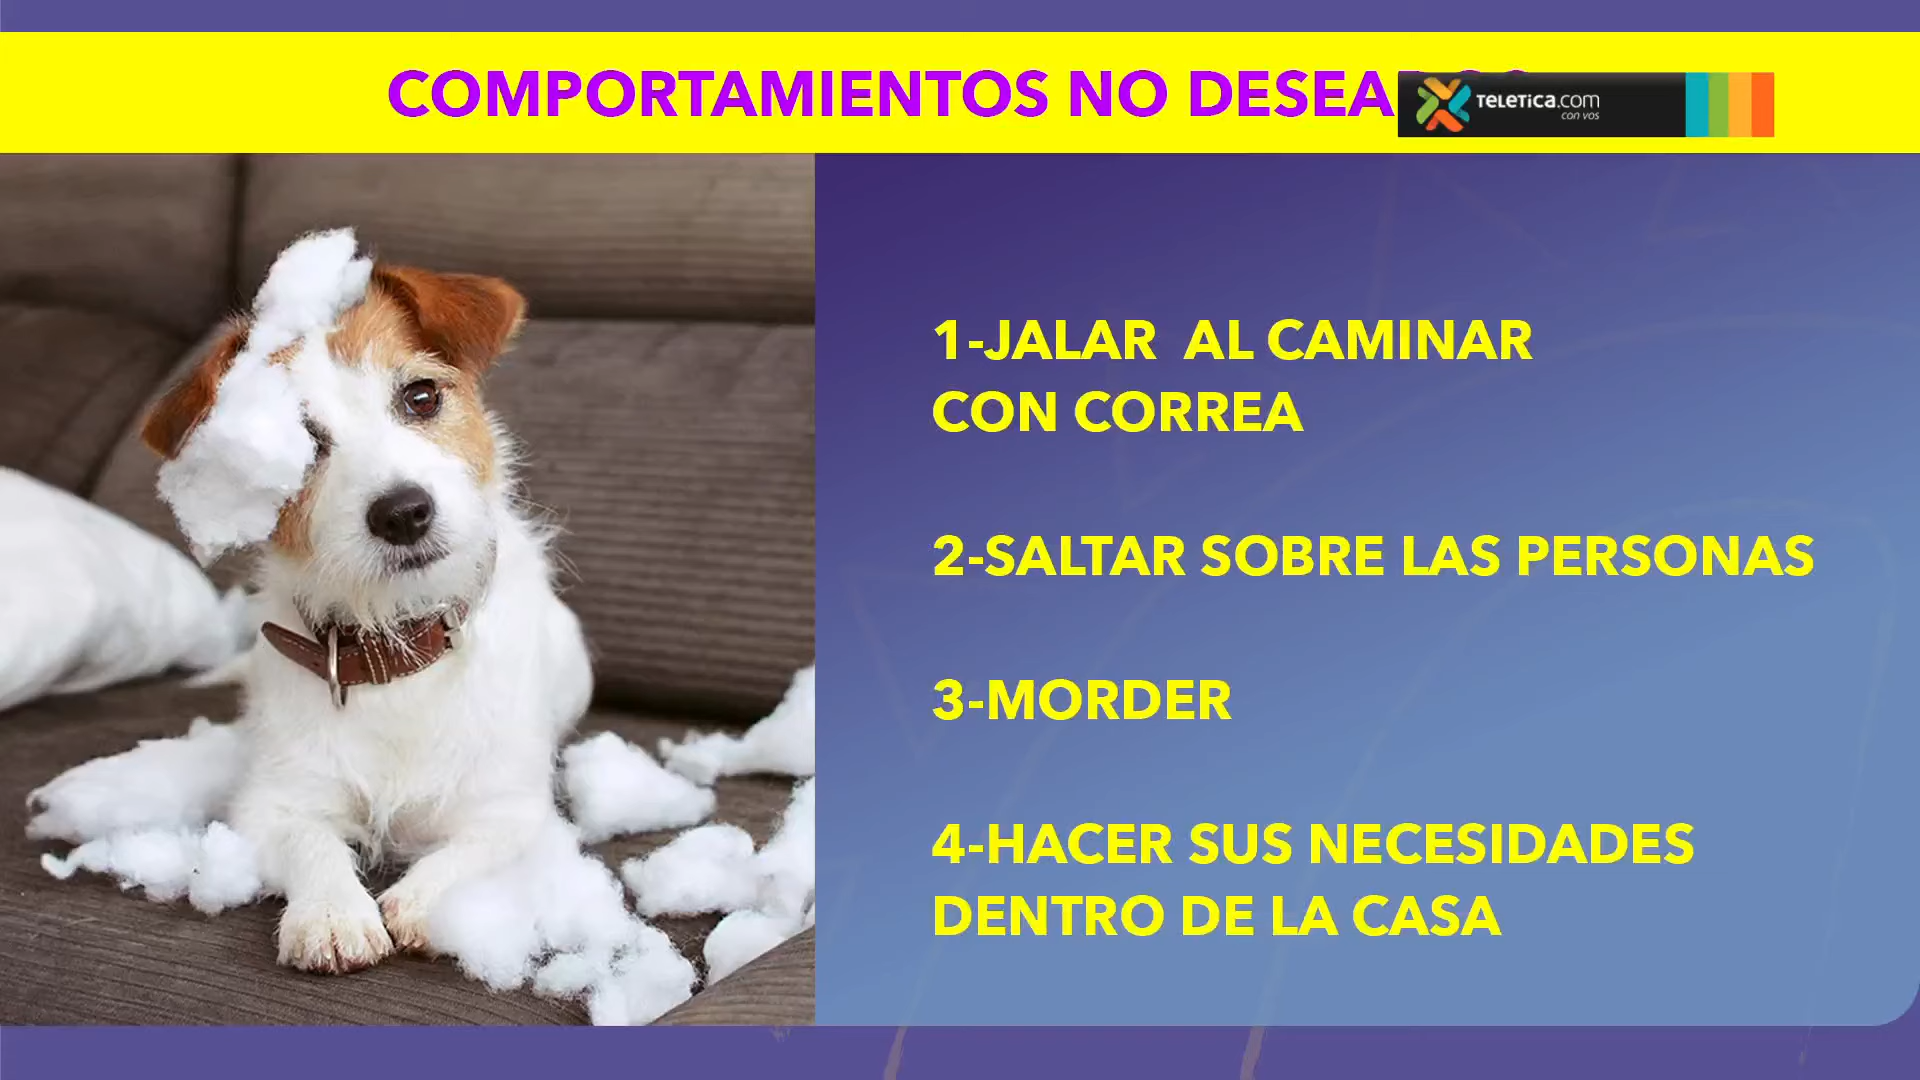 COMPORTAMIENTOS NO
TELETICA.com
con vos
1-JALAR AL CAMINAR
CON CORREA
2-SALTAR SOBRE LAS PERSONAS
3-MORDER
4-HACER SUS NECESIDADES
DENTRO DE LA CASA